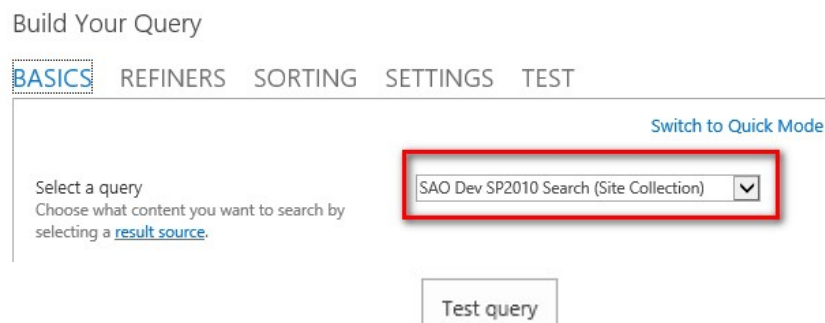 Build Your Query
BASICS REFINERS SORTING SETTINGS TEST
Switch to Quick Mode
Select a query
SAO Dev SP2010 Search (Site Collection)
Choose what content you want to search by
selecting a result source.
Test query